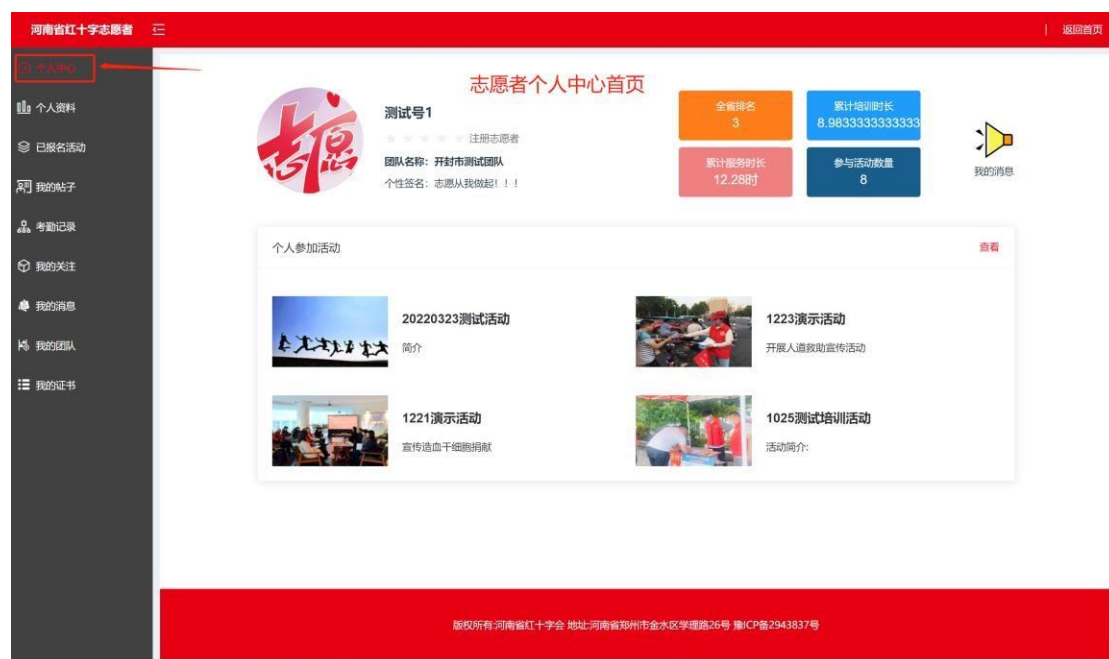 河南省红十字志愿者
返回首页
个人中心
个人资料
已报名活动
我的帖子
考勤记录
我的关注
我的消息
我的团队
我的证书
志愿者个人中心首页
志愿
测试号1
注册志愿者
团队名称：开封市测试团队
个性签名：志愿从我做起！！！
全省排名
3
累计培训时长
8.9833333333333
累计服务时长
12.28时
参与活动数量
8
我的消息
个人参加活动
查看
20220323测试活动
简介
1223演示活动
开展人道救助宣传活动
1221演示活动
宣传造血干细胞捐献
1025测试培训活动
活动简介:
版权所有:河南省红十字会 地址:河南省郑州市金水区学理路26号 豫ICP备2943837号